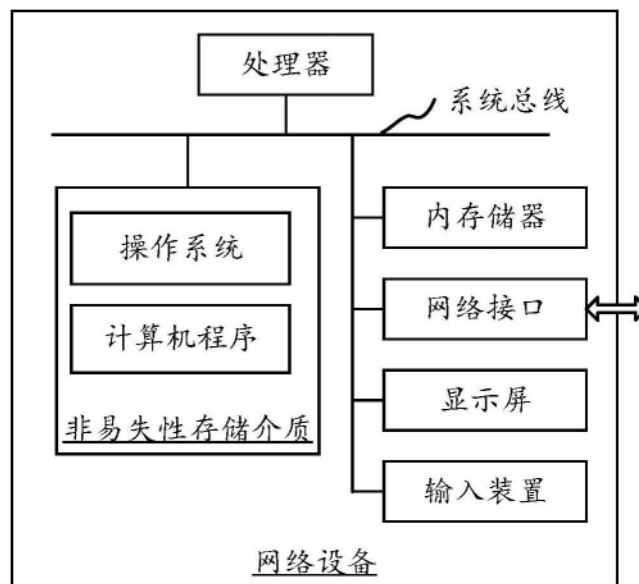 处理器
系统总线
操作系统
计算机程序
非易失性存储介质
内存储器
网络接口
显示屏
输入装置
网络设备